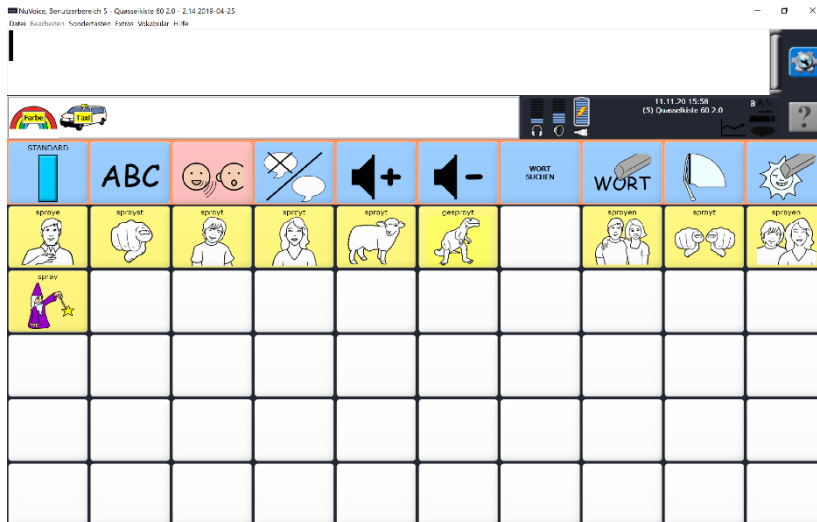 NuVoice, Benutzerbereich 5 - Quasselkiste 60 2.0 - 2.14 2019-04-25
Datei Bearbeiten Sondertasten Extras Vokabular Hilfe
Farbe Taxi
11.11.20 15:58
(5) Quasselkiste 60 2.0
?
STANDARD
ABC
+
-
WORT
SUCHEN
WORT
spraye sprayst sprayt sprayt sprayt gesprayt sprayen sprayt sprayen
spray